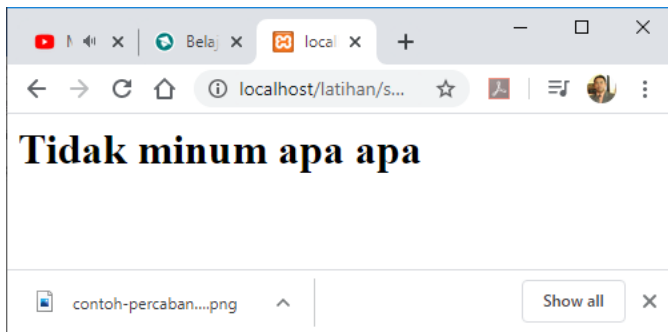 Belaj
local
localhost/latihan/s...
Tidak minum apa apa
contoh-percaban....png
Show all